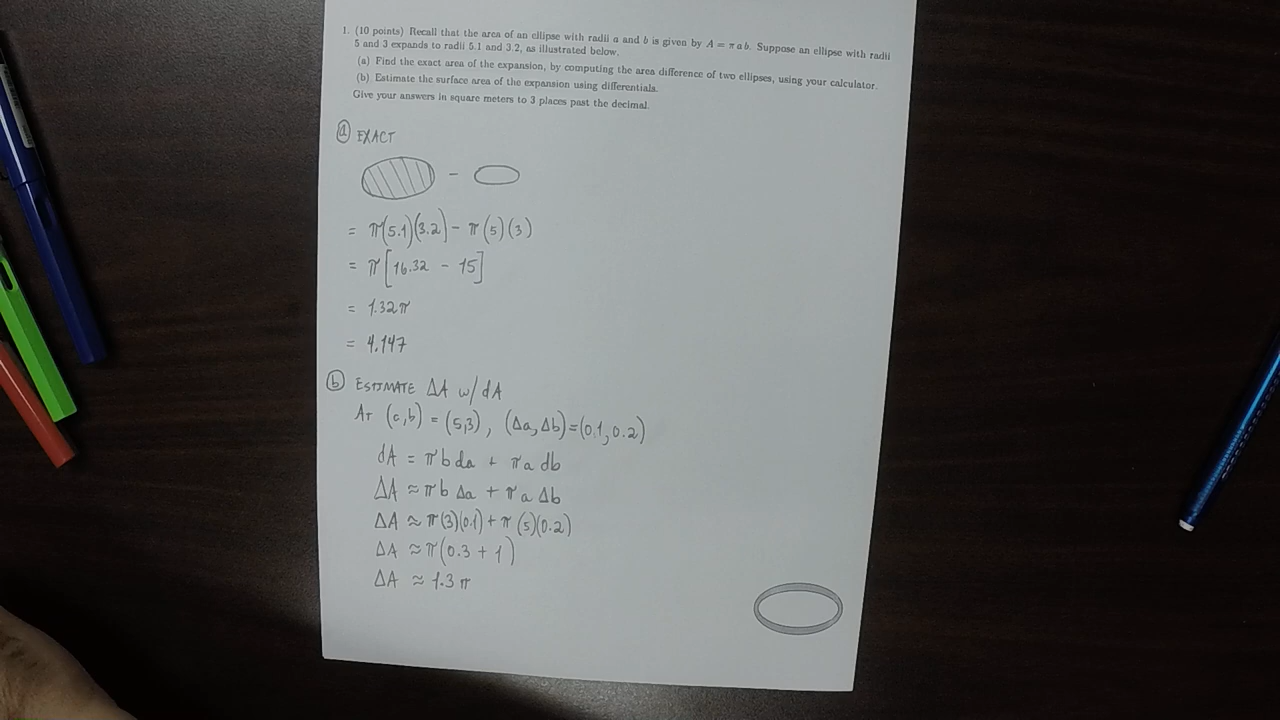 1. (10 points) Recall that the area of an ellipse with radii a and b is given by A = π a b. Suppose an ellipse with radii
5 and 3 expands to radii 5.1 and 3.2, as illustrated below.
(a) Find the exact area of the expansion, by computing the area difference of two ellipses, using your calculator.
(b) Estimate the surface area of the expansion using differentials.
Give your answers in square meters to 3 places past the decimal.
(a) EXACT
-
= π(5.1)(3.2) - π(5)(3)
= π[16.32 - 15]
= 1.32π
= 4.147
(b) ESTIMATE ΔA w/ dA
AT (a,b) = (5,3), (Δa,Δb)=(0.1,0.2)
dA = πb da + πa db
ΔA ≈ πb Δa + πa Δb
ΔA ≈ π(3)(0.1) + π(5)(0.2)
ΔA ≈ π(0.3 + 1)
ΔA ≈ 1.3π